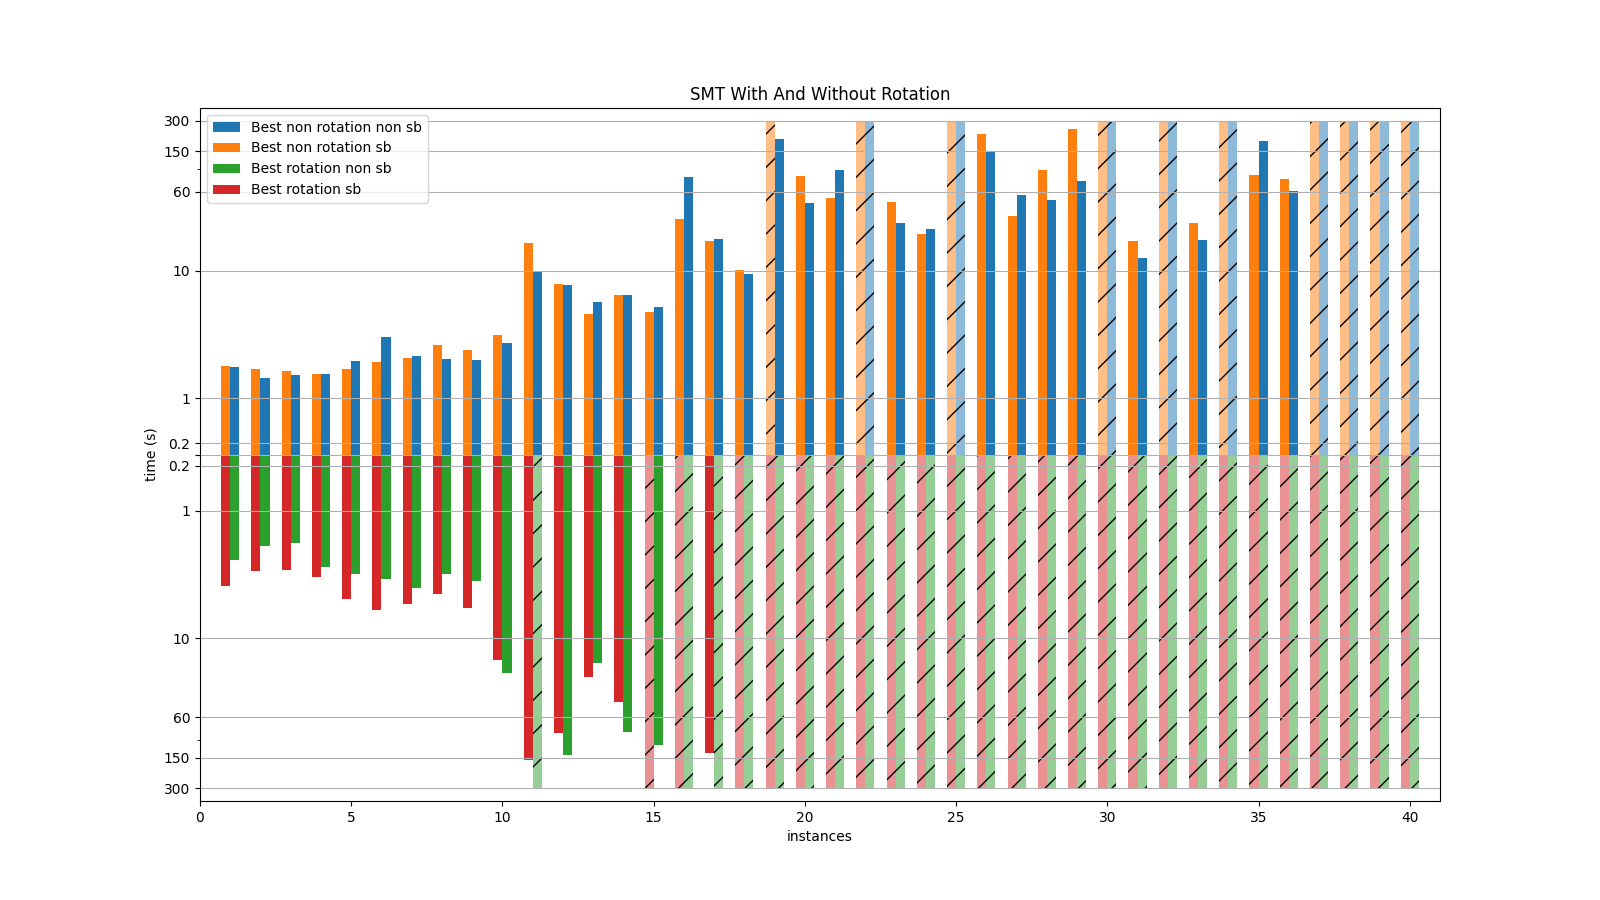 SMT With And Without Rotation
Best non rotation non sb
Best non rotation sb
Best rotation non sb
Best rotation sb
300
150
60
10
1
0.2
0.2
1
10
60
150
300
time (s)
0 5 10 15 20 25 30 35 40
instances